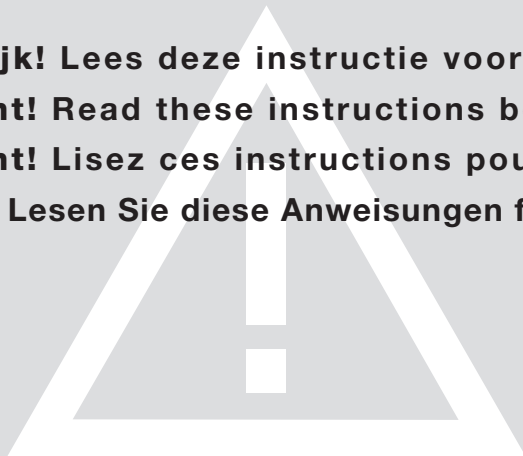 jk! Lees deze instructie voor
nt! Read these instructions b
nt! Lisez ces instructions pou
Lesen Sie diese Anweisungen f